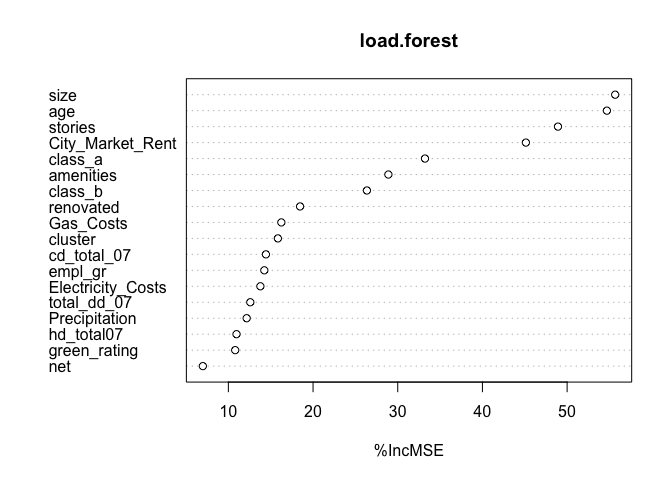 load.forest
size
age
stories
City_Market_Rent
class_a
amenities
class_b
renovated
Gas_Costs
cluster
cd_total_07
empl_gr
Electricity_Costs
total_dd_07
Precipitation
hd_total07
green_rating
net
10 20 30 40 50
%IncMSE